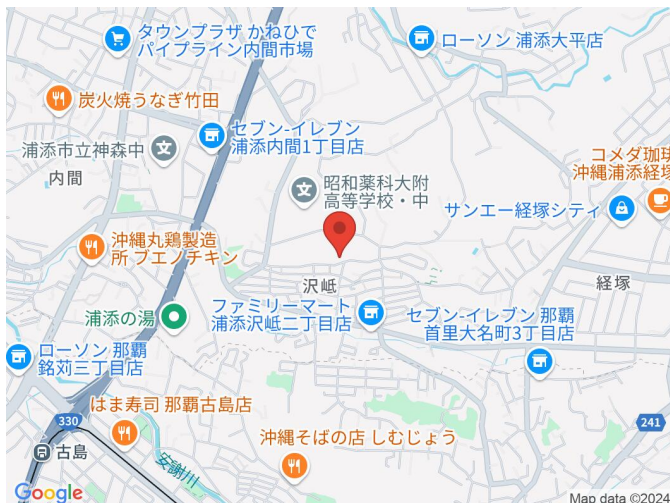 タウンプラザ かねひで
パイプライン内間市場
ローソン 浦添大平店
炭火焼うなぎ竹田
セブン-イレブン
浦添内間1丁目店
浦添市立神森中
内間
昭和薬科大附
高等学校・中
コメダ珈琲
沖縄浦添経塚
サンエー経塚シティ
沖縄丸鶏製造
所 ブエノチキン
沢岻
経塚
浦添の湯
ファミリーマート
浦添沢岻二丁目店
セブン-イレブン 那覇
首里大名町3丁目店
ローソン 那覇
銘苅三丁目店
はま寿司 那覇古島店
330
241
古島
安謝川
沖縄そばの店 しむじょう
Google
Map data ©2024